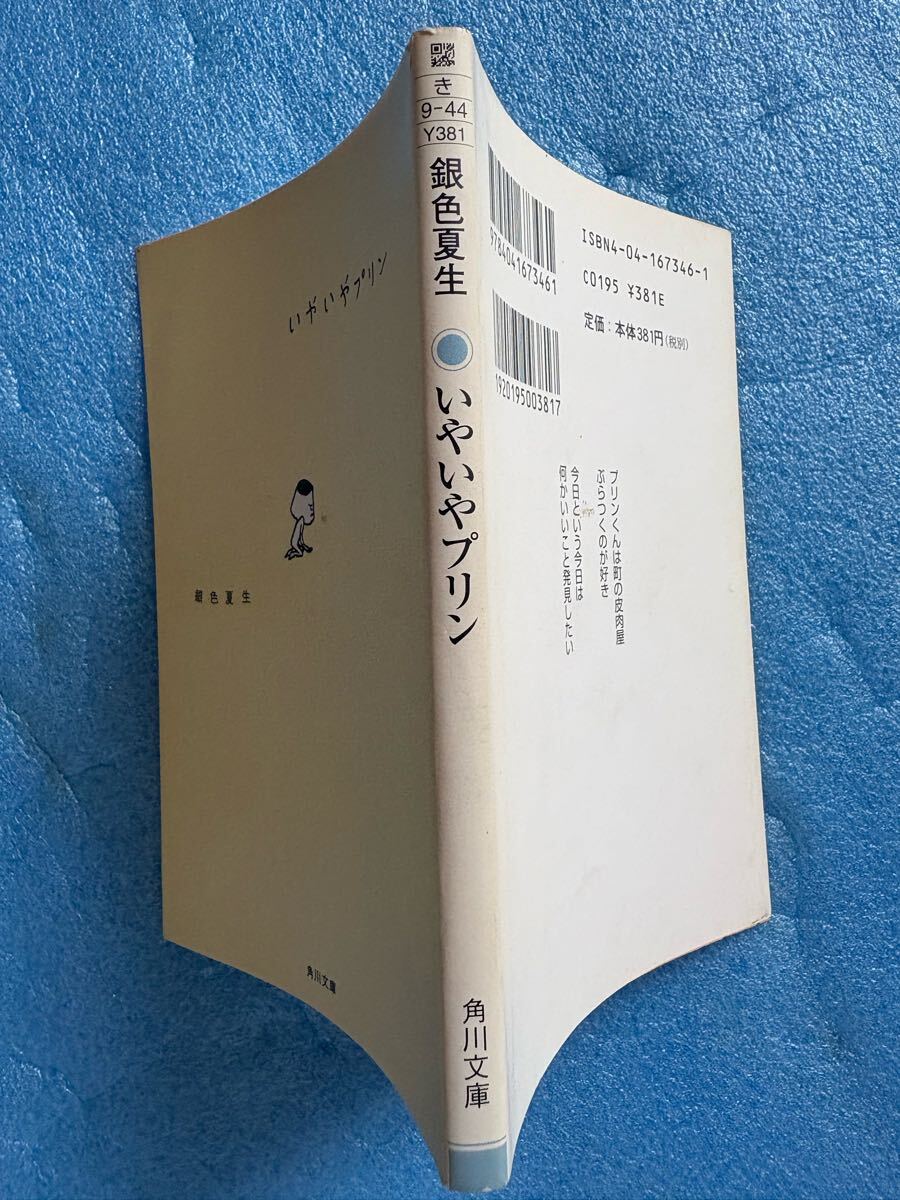 き
9-44
Y381
銀色夏生
いやいやプリン
角川文庫
いやいやプリン
銀色夏生
角川文庫
9784041673461
1920195003817
ISBN4-04-167346-1
C0195 ¥381E
定価：本体381円（税別）
プリンくんは町の皮肉屋
ぶらつくのが好き
今日という今日は
何かいいこと発見したい